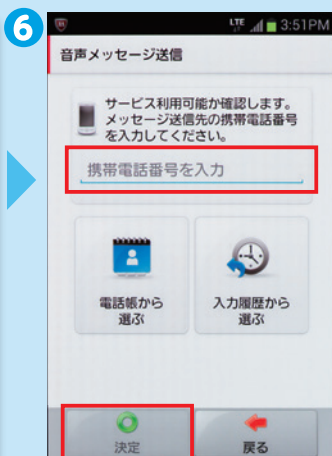 6
LTE 3:51PM
音声メッセージ送信
サービス利用可能か確認します。
メッセージ送信先の携帯電話番号
を入力してください。
携帯電話番号を入力
電話帳から
選ぶ
入力履歴から
選ぶ
決定
戻る